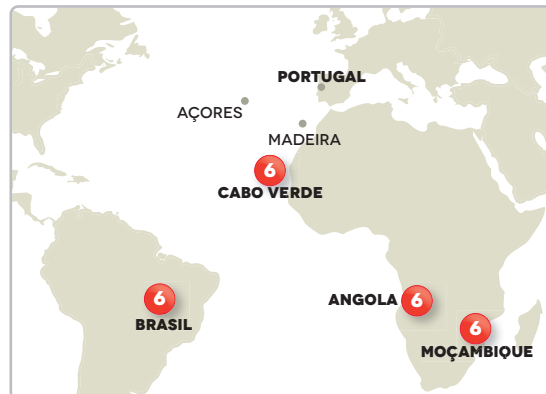 PORTUGAL
AÇORES
MADEIRA
6
CABO VERDE
6
BRASIL
ANGOLA 6
6
MOÇAMBIQUE